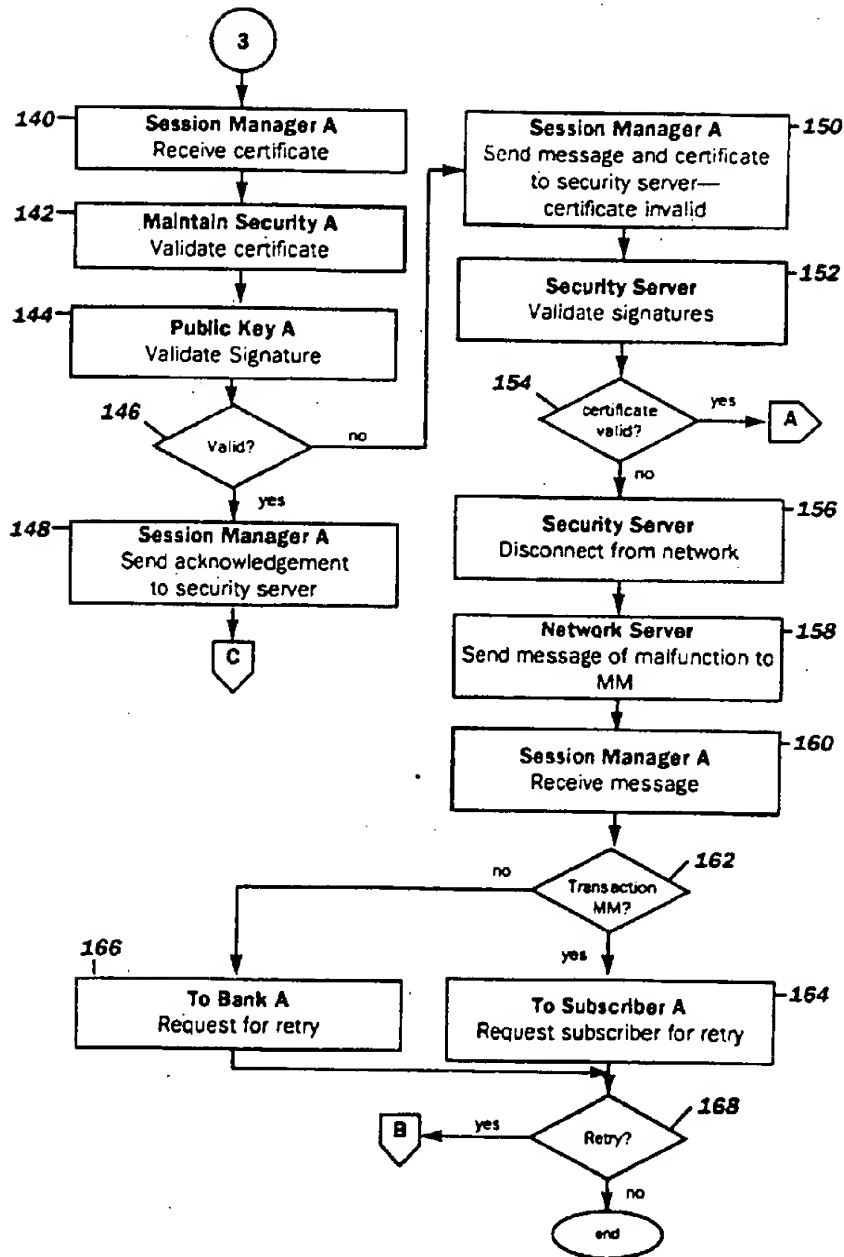 3
140
Session Manager A
Receive certificate
142
Maintain Security A
Validate certificate
144
Public Key A
Validate Signature
146
Valid?
no
yes
148
Session Manager A
Send acknowledgement
to security server
C
150
Session Manager A
Send message and certificate
to security server—
certificate invalid
152
Security Server
Validate signatures
154
certificate
valid?
yes
A
no
156
Security Server
Disconnect from network
158
Network Server
Send message of malfunction to
MM
160
Session Manager A
Receive message
162
Transaction
MM?
no
yes
166
To Bank A
Request for retry
164
To Subscriber A
Request subscriber for retry
168
Retry?
yes
B
no
end